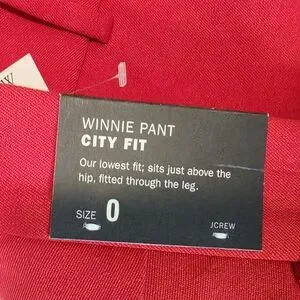 WINNIE PANT
CITY FIT
Our lowest fit; sits just above the
hip, fitted through the leg.
SIZE 0
JCREW